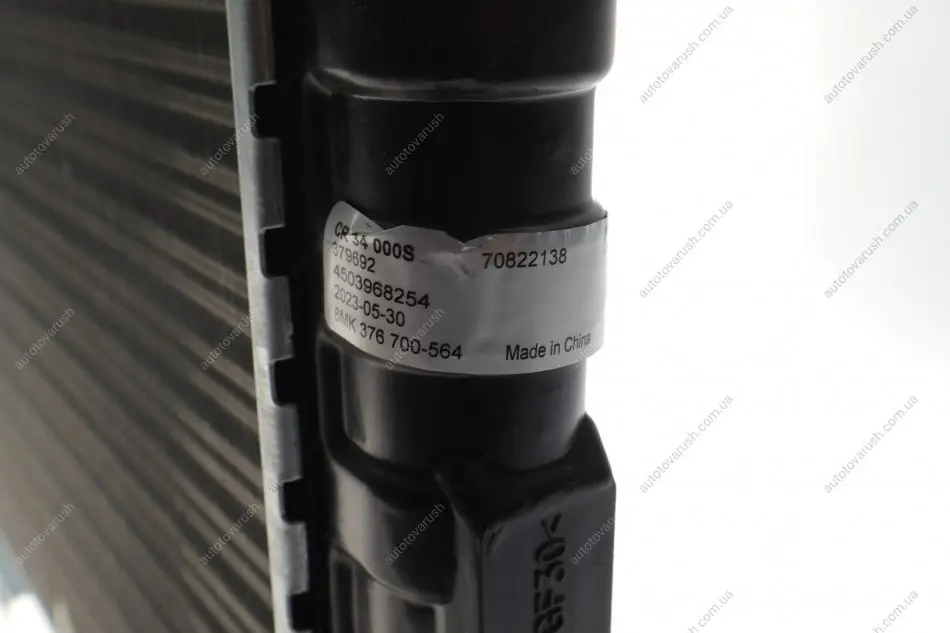 CR 34 000S
379692
4503968254
2023-05-30
8MK 376 700-564
70822138
Made in China
GF30<
autotovarush.com.ua